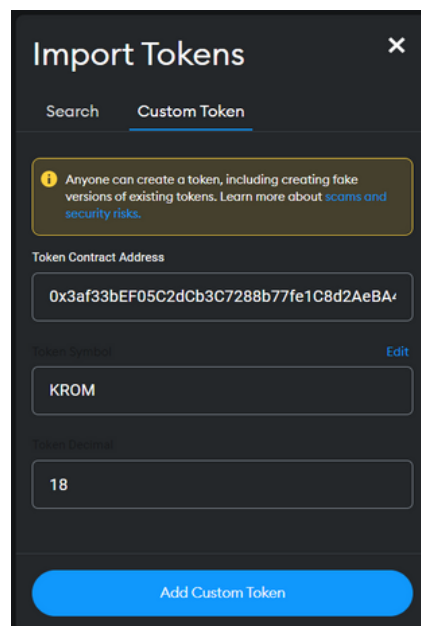 Import Tokens
Search Custom Token
Anyone can create a token, including creating fake
versions of existing tokens. Learn more about scams and
security risks.
Token Contract Address
0x3af33bEF05C2dCb3C7288b77fe1C8d2AeBA4
Token Symbol Edit
KROM
Token Decimal
18
Add Custom Token